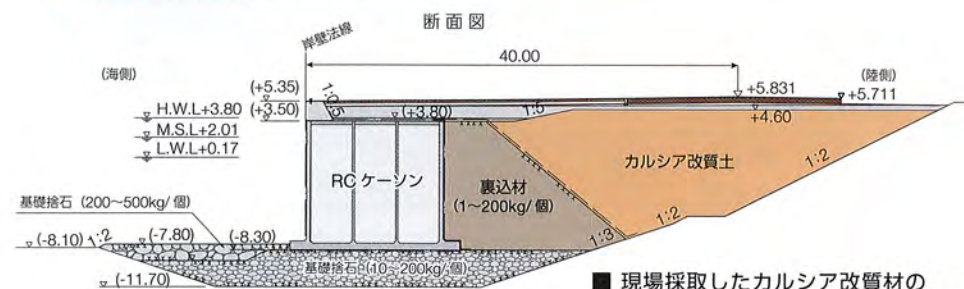 断面図
岸壁法線
40.00
(海側)
(陸側)
(+5.35)
1:0.5
+5.831
+5.711
H.W.L+3.80
(+3.50)
(+3.80)
1:5
+4.60
M.S.L+2.01
L.W.L+0.17
RCケーソン
裏込材
(1～200kg/個)
カルシア改質土
1:2
基礎捨石(200～500kg/個)
1:2
(-8.10)
1:2
(-7.80)
(-8.30)
1:3
基礎捨石(10～200kg/個)
(-11.70)
■ 現場採取したカルシア改質材の